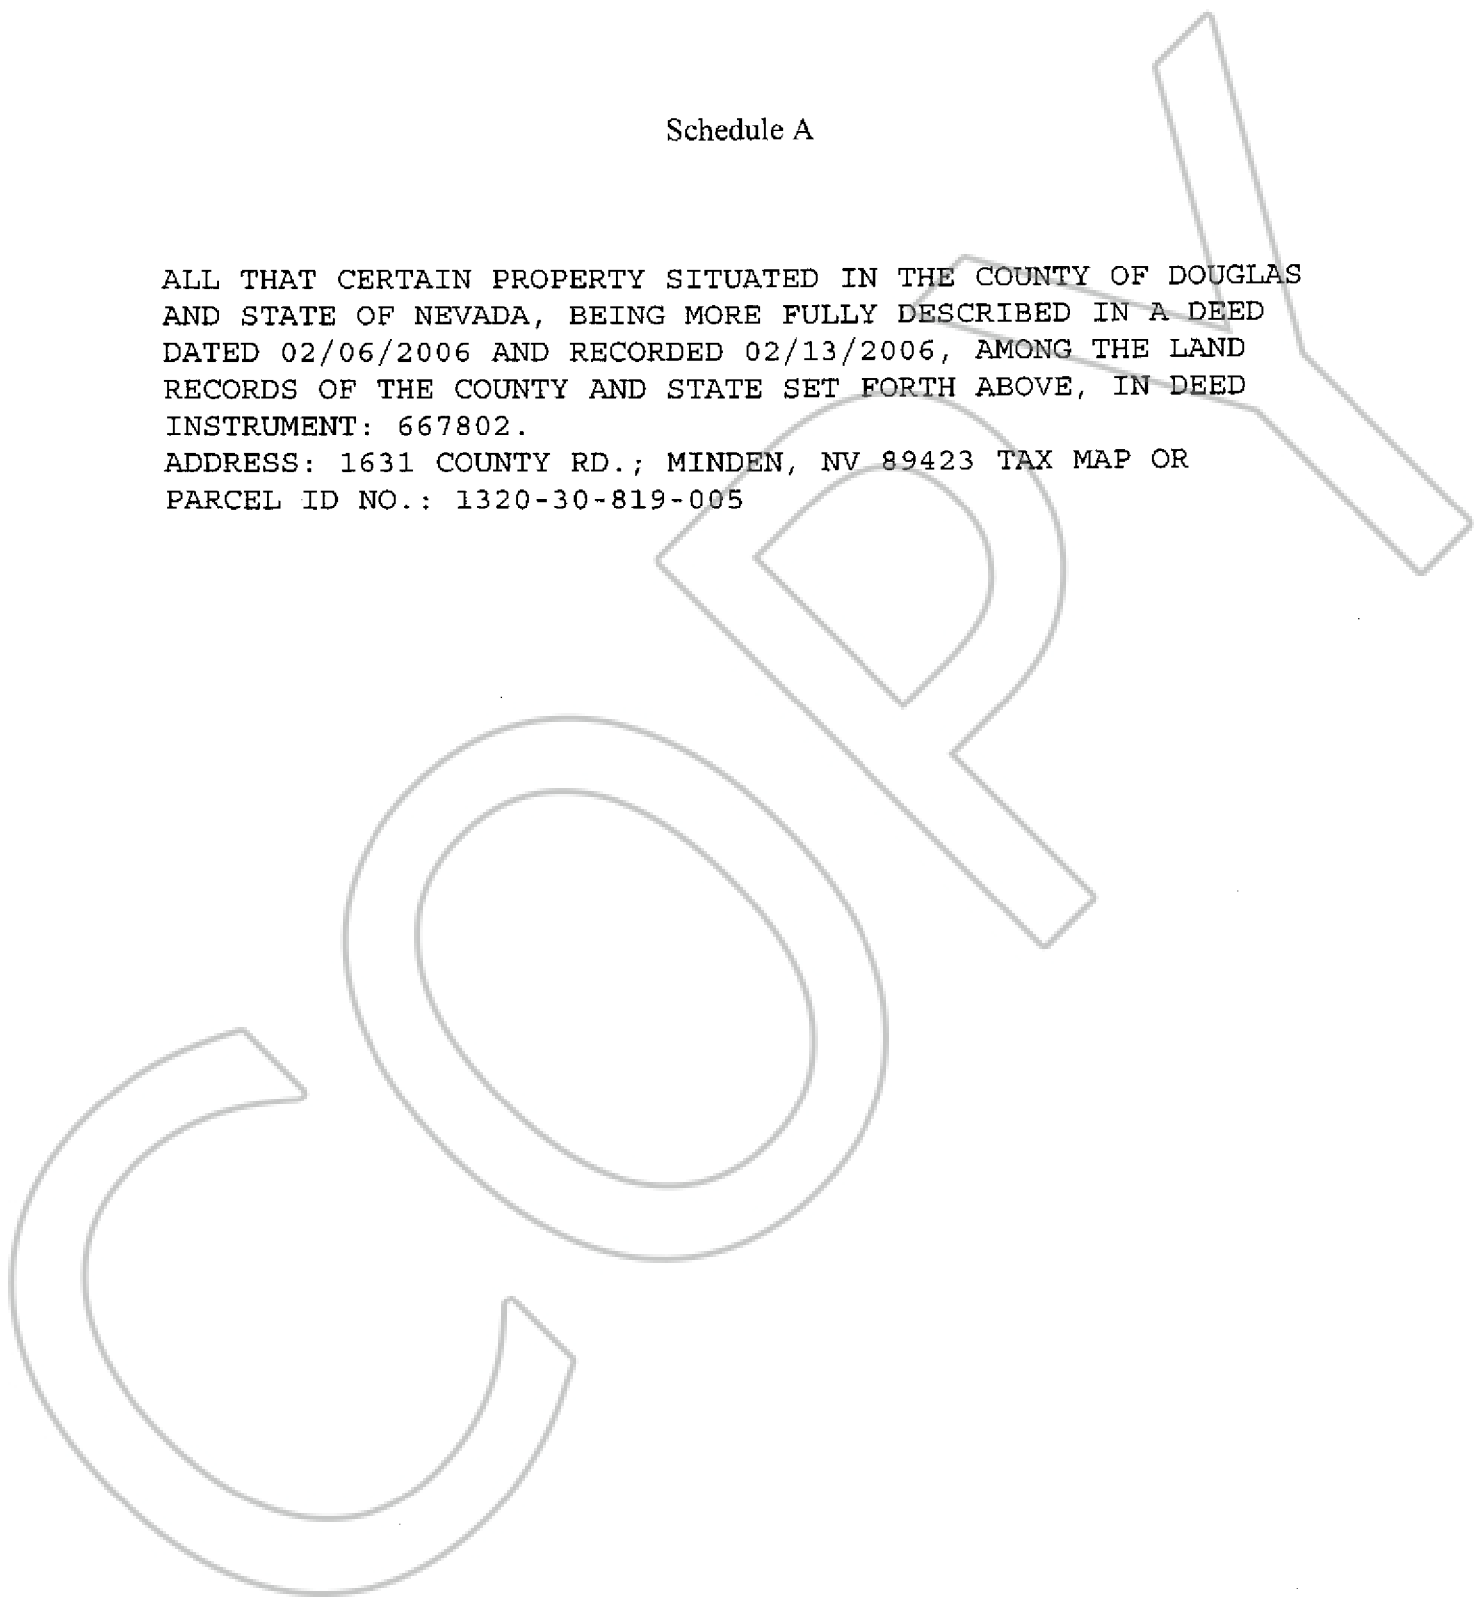 Schedule A
ALL THAT CERTAIN PROPERTY SITUATED IN THE COUNTY OF DOUGLAS
AND STATE OF NEVADA, BEING MORE FULLY DESCRIBED IN A DEED
DATED 02/06/2006 AND RECORDED 02/13/2006, AMONG THE LAND
RECORDS OF THE COUNTY AND STATE SET FORTH ABOVE, IN DEED
INSTRUMENT: 667802.
ADDRESS: 1631 COUNTY RD.; MINDEN, NV 89423 TAX MAP OR
PARCEL ID NO.: 1320-30-819-005
COPY